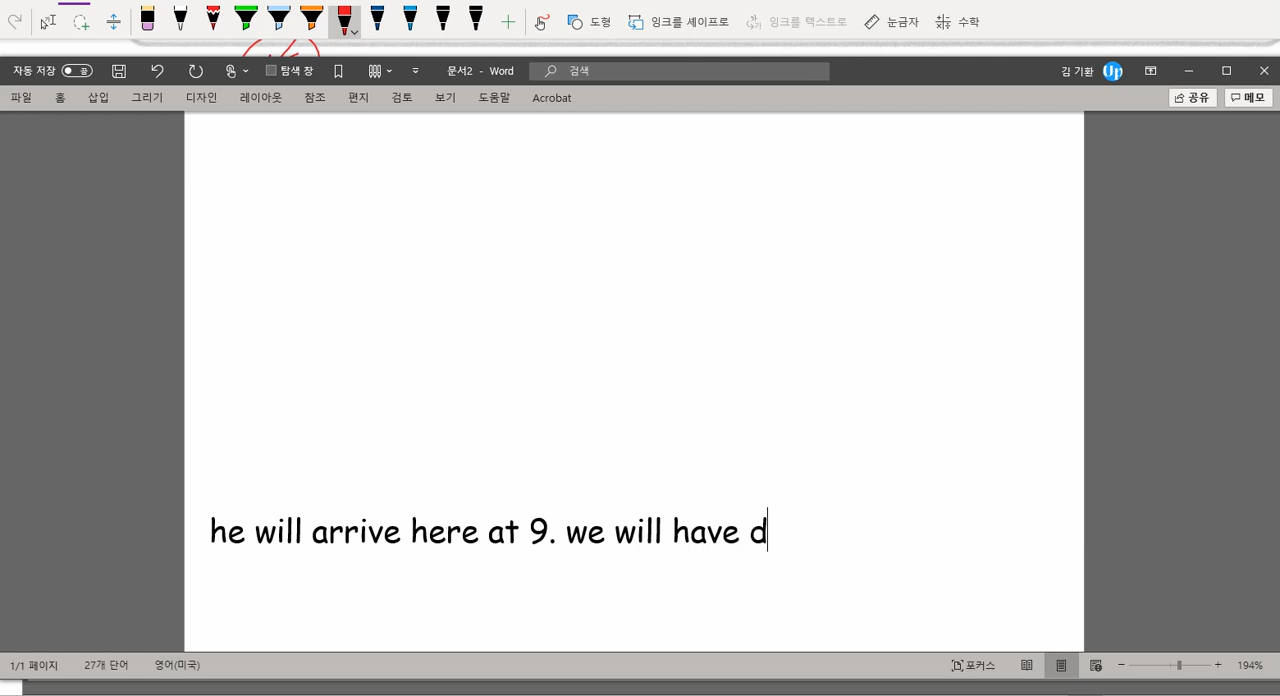 도형 잉크를 셰이프로 잉크를 텍스트로 눈금자 수학
자동 저장 끔 탐색 창 문서2 - Word 검색 김 기환 Up
파일 홈 삽입 그리기 디자인 레이아웃 참조 편지 검토 보기 도움말 Acrobat 공유 메모
he will arrive here at 9. we will have d
1/1 페이지 27개 단어 영어(미국) 포커스 194%